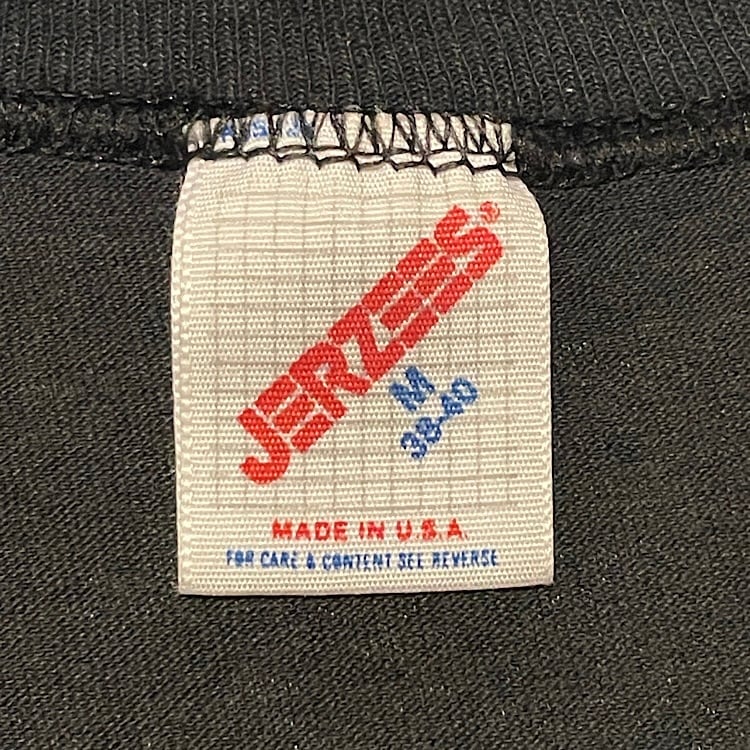 JERZEES®
M
38-40
MADE IN U.S.A.
FOR CARE & CONTENT SEE REVERSE